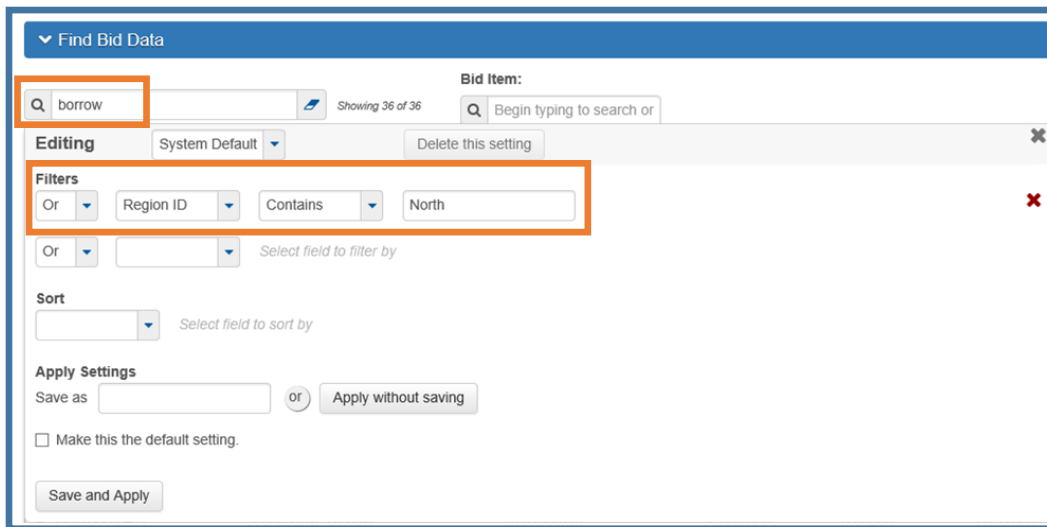 Find Bid Data
Bid Item:
borrow Showing 36 of 36 Begin typing to search or
Editing System Default Delete this setting
Filters
Or Region ID Contains North
Or Select field to filter by
Sort
Select field to sort by
Apply Settings
Save as or Apply without saving
Make this the default setting.
Save and Apply